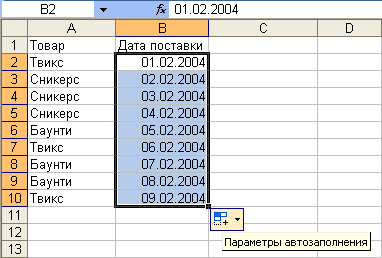 B2 fx 01.02.2004
A B C D
1 Товар Дата поставки
2 Твикс 01.02.2004
3 Сникерс 02.02.2004
4 Сникерс 03.02.2004
5 Сникерс 04.02.2004
6 Баунти 05.02.2004
7 Твикс 06.02.2004
8 Баунти 07.02.2004
9 Баунти 08.02.2004
10 Твикс 09.02.2004
11
12 Параметры автозаполнения
13